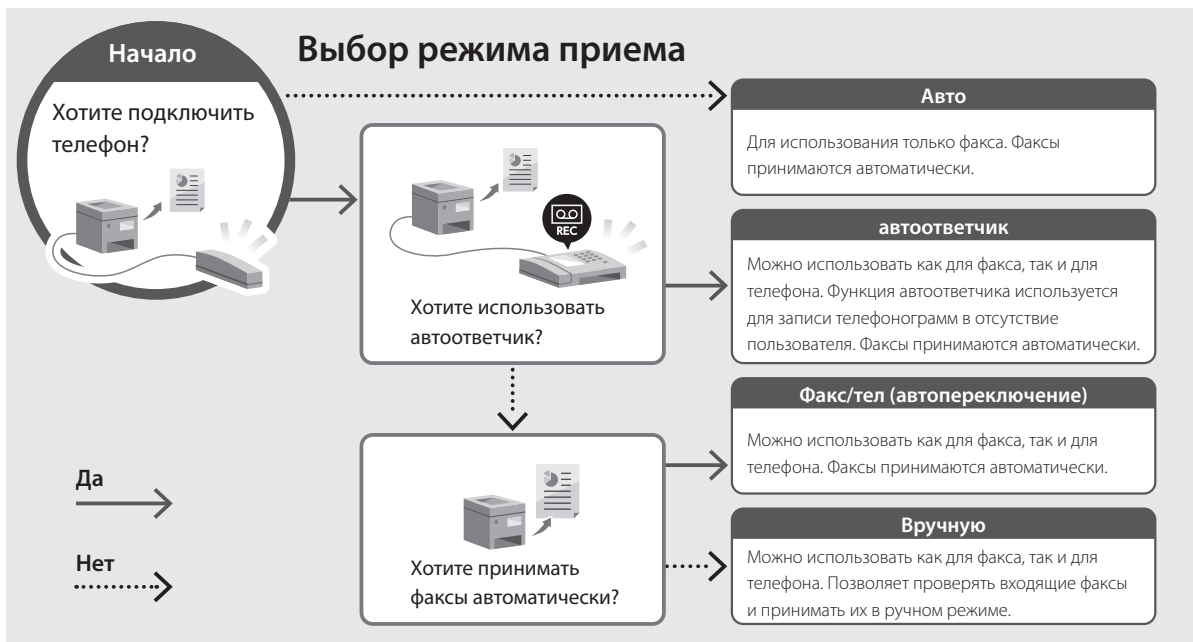 Начало
Выбор режима приема
Хотите подключить
телефон?
Авто
Для использования только факса. Факсы
принимаются автоматически.
REC
Хотите использовать
автоответчик?
автоответчик
Можно использовать как для факса, так и для
телефона. Функция автоответчика используется
для записи телефонограмм в отсутствие
пользователя. Факсы принимаются автоматически.
Факс/тел (автопереключение)
Можно использовать как для факса, так и для
телефона. Факсы принимаются автоматически.
Хотите принимать
факсы автоматически?
Вручную
Можно использовать как для факса, так и для
телефона. Позволяет проверять входящие факсы
и принимать их в ручном режиме.
Да
Нет